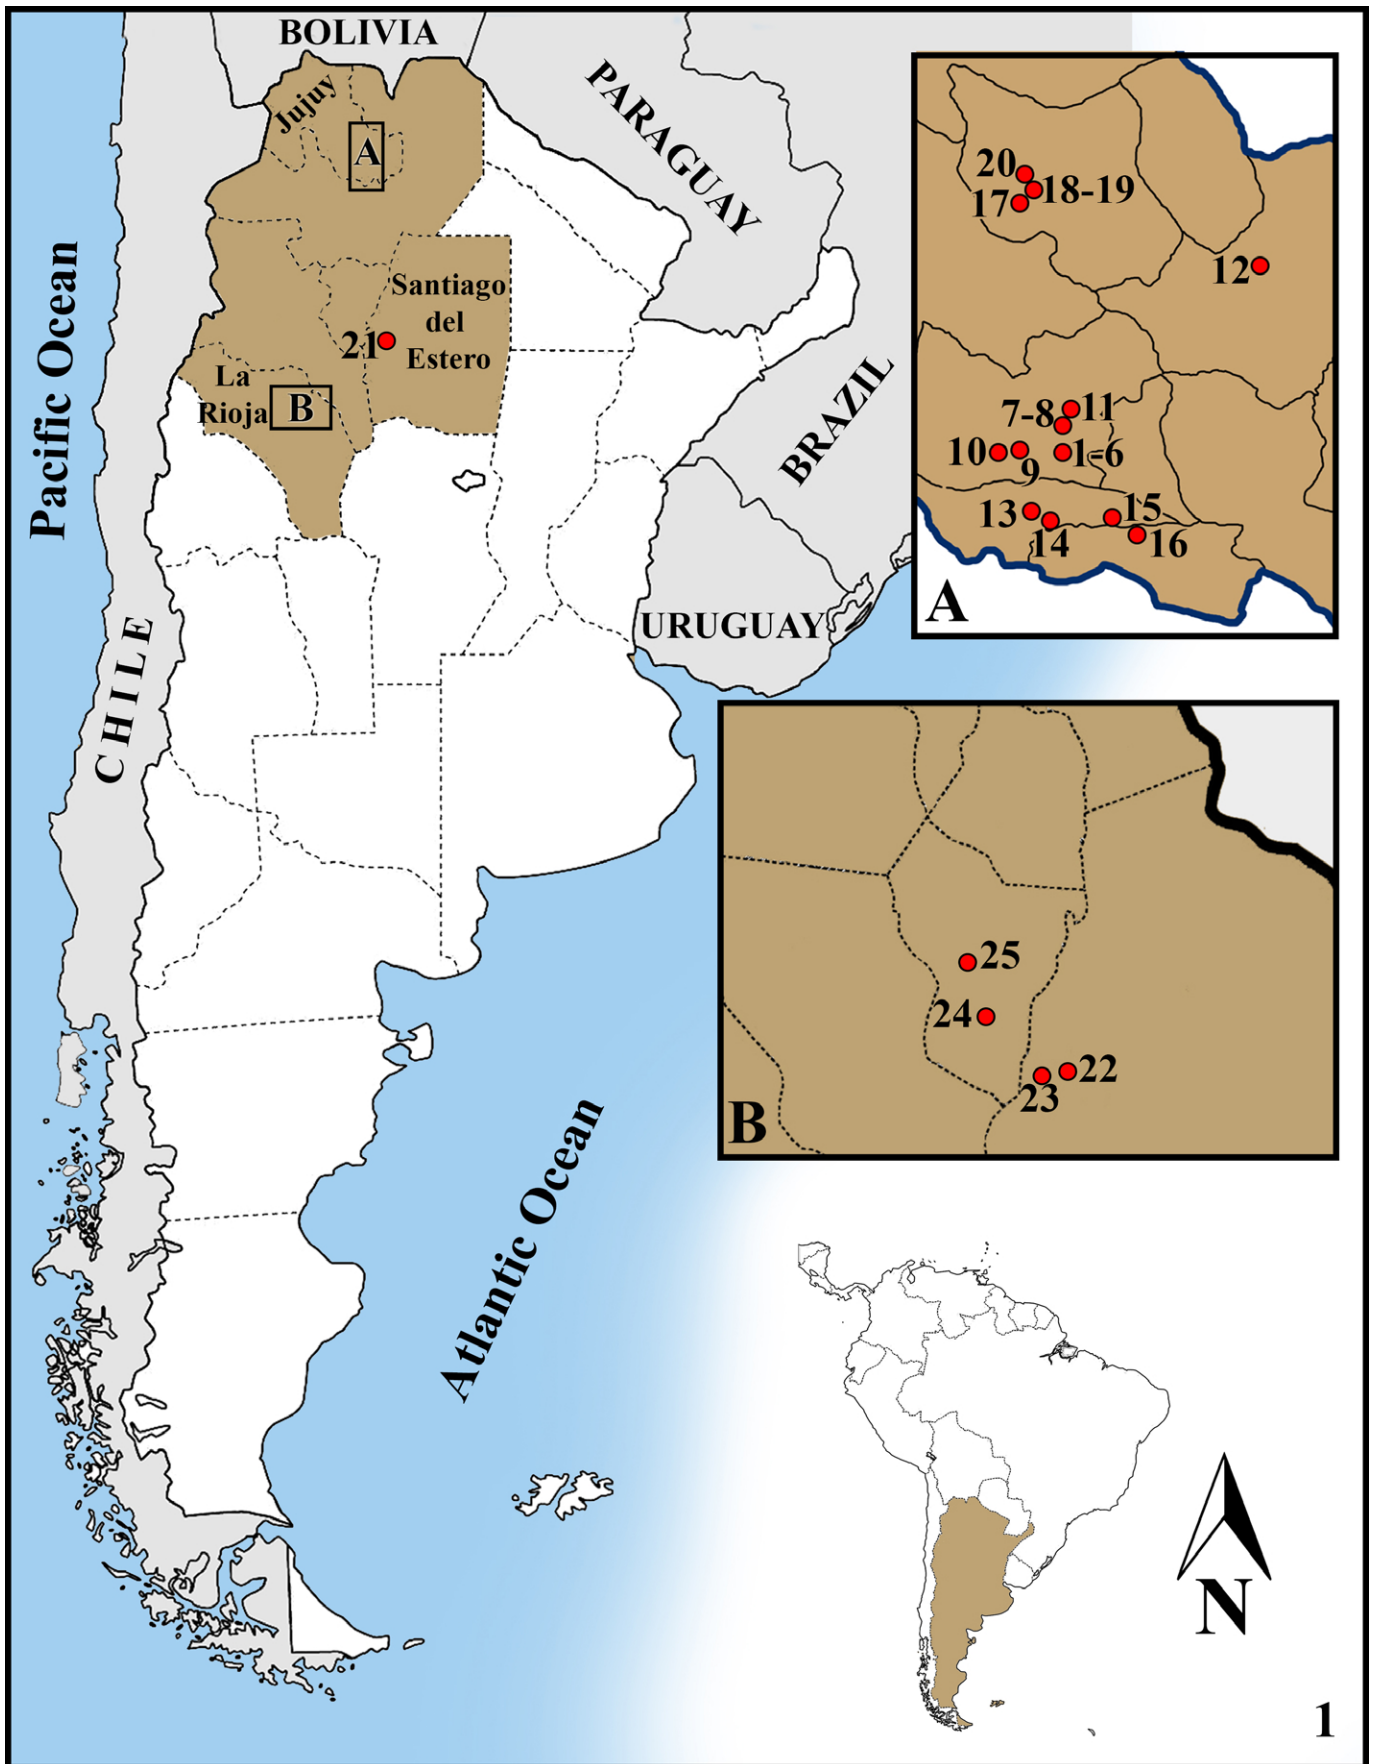 BOLIVIA
PARAGUAY
Jujuy
A
Santiago
del
Estero
21
La
Rioja
B
BRAZIL
URUGUAY
CHILE
Pacific Ocean
Atlantic Ocean
20
18-19
17
12
11
7-8
10
9
1-6
13
14
15
16
A
25
24
22
23
B
N
1